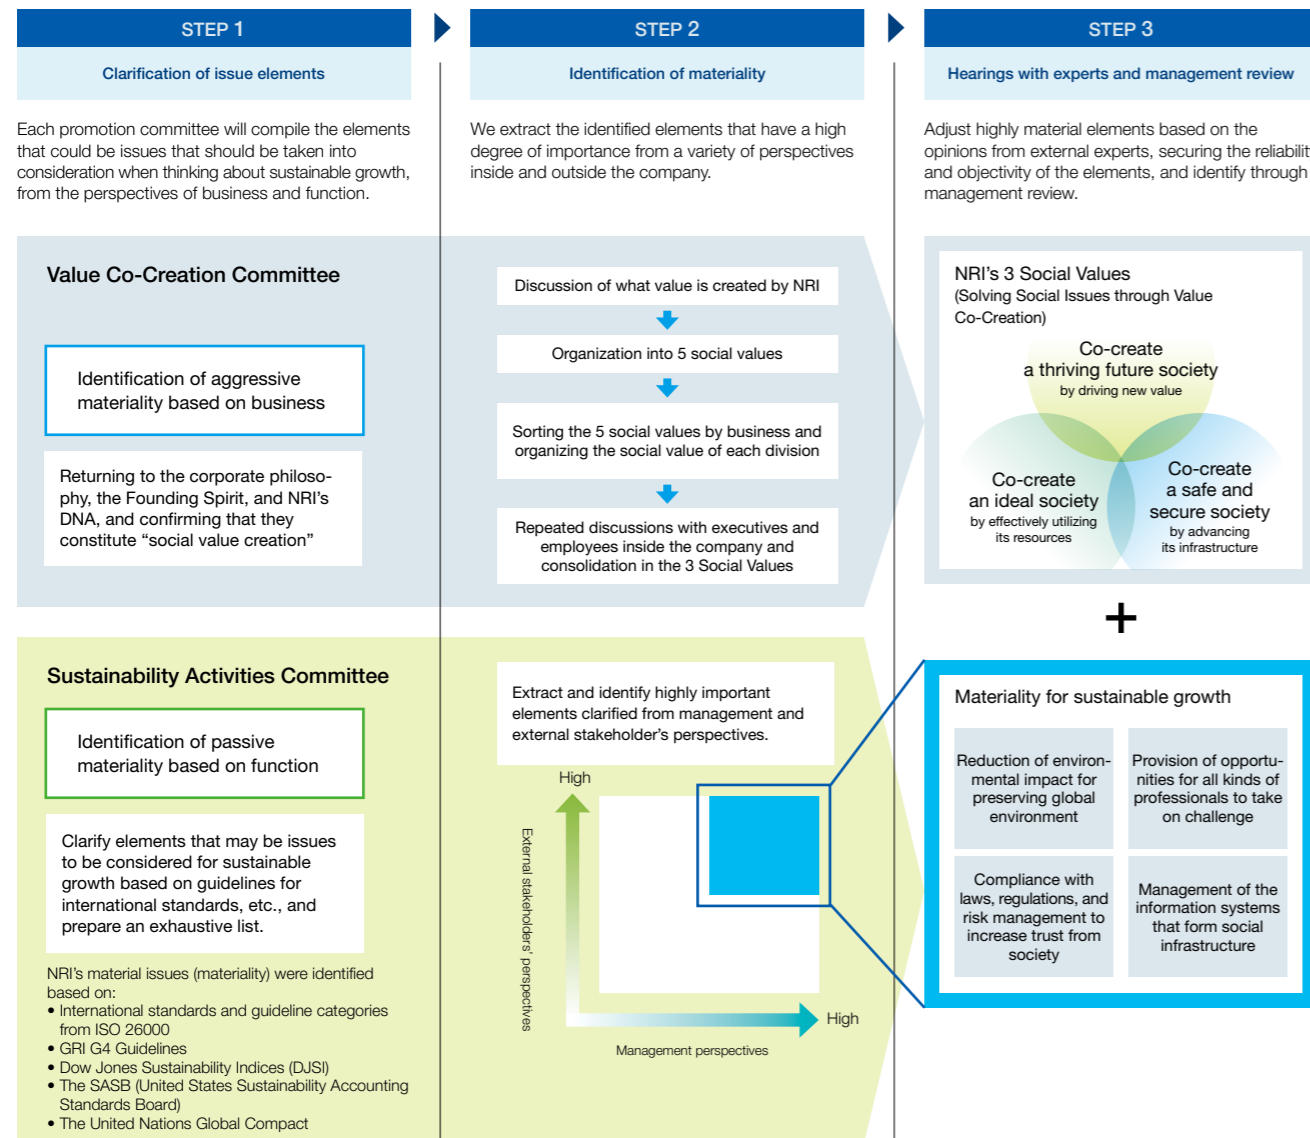 STEP 1
Clarification of issue elements
Each promotion committee will compile the elements
that could be issues that should be taken into
consideration when thinking about sustainable growth,
from the perspectives of business and function.
STEP 2
Identification of materiality
We extract the identified elements that have a high
degree of importance from a variety of perspectives
inside and outside the company.
STEP 3
Hearings with experts and management review
Adjust highly material elements based on the
opinions from external experts, securing the reliability
and objectivity of the elements, and identify through
management review.
Value Co-Creation Committee
Identification of aggressive
materiality based on business
Returning to the corporate philoso-
phy, the Founding Spirit, and NRI's
DNA, and confirming that they
constitute “social value creation”
Discussion of what value is created by NRI
Organization into 5 social values
Sorting the 5 social values by business and
organizing the social value of each division
Repeated discussions with executives and
employees inside the company and
consolidation in the 3 Social Values
NRI's 3 Social Values
(Solving Social Issues through Value
Co-Creation)
Co-create
a thriving future society
by driving new value
Co-create
an ideal society
by effectively utilizing
its resources
Co-create
a safe and
secure society
by advancing
its infrastructure
+
Sustainability Activities Committee
Identification of passive
materiality based on function
Clarify elements that may be issues
to be considered for sustainable
growth based on guidelines for
international standards, etc., and
prepare an exhaustive list.
NRI's material issues (materiality) were identified
based on:
• International standards and guideline categories
from ISO 26000
• GRI G4 Guidelines
• Dow Jones Sustainability Indices (DJSI)
• The SASB (United States Sustainability Accounting
Standards Board)
• The United Nations Global Compact
Extract and identify highly important
elements clarified from management and
external stakeholder's perspectives.
High
External stakeholders' perspectives
High
Management perspectives
Materiality for sustainable growth
Reduction of environ-
mental impact for
preserving global
environment
Provision of opportu-
nities for all kinds of
professionals to take
on challenge
Compliance with
laws, regulations, and
risk management to
increase trust from
society
Management of the
information systems
that form social
infrastructure